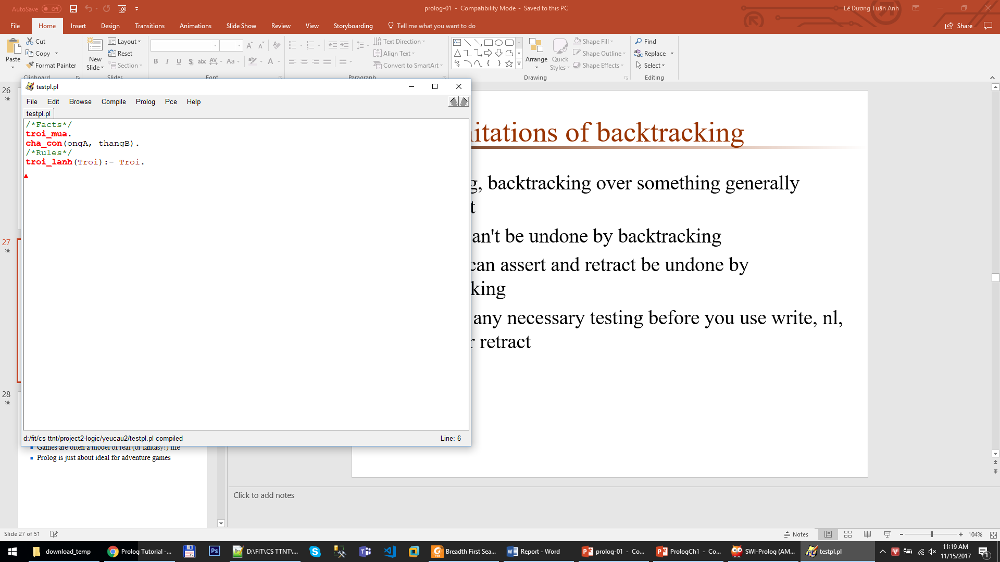 AutoSave Off
prolog-01 - Compatibility Mode - Saved to this PC
Lê Dương Tuấn Anh
File Home Insert Design Transitions Animations Slide Show Review View Storyboarding Tell me what you want to do
Share
Paste
Cut
Copy
Format Painter
Clipboard
New
Slide
Layout
Reset
Section
Slides
Font
Text Direction
Align Text
Convert to SmartArt
Paragraph
Arrange
Quick
Styles
Shape Fill
Shape Outline
Shape Effects
Drawing
Find
Replace
Select
Editing
26
27
28
testpl.pl
File Edit Browse Compile Prolog Pce Help
testpl.pl
/*Facts*/
troi_mua.
cha_con(ongA, thangB).
/*Rules*/
troi_lanh(Troi):- Troi.
d:/fit/cs ttnt/project2-logic/yeucau2/testpl.pl compiled
Line: 6
itations of backtracking
g, backtracking over something generally
t
an't be undone by backtracking
can assert and retract be undone by
king
any necessary testing before you use write, nl,
r retract
Games are often a model of real (or fantasy!) life
Prolog is just about ideal for adventure games
Click to add notes
Slide 27 of 51
Notes
104%
download_temp
Prolog Tutorial -...
D:\FIT\CS TTNT\...
Breadth First Sea...
Report - Word
prolog-01 - Co...
PrologCh1 - Co...
SWI-Prolog (AM...
testpl.pl
11:19 AM
11/15/2017